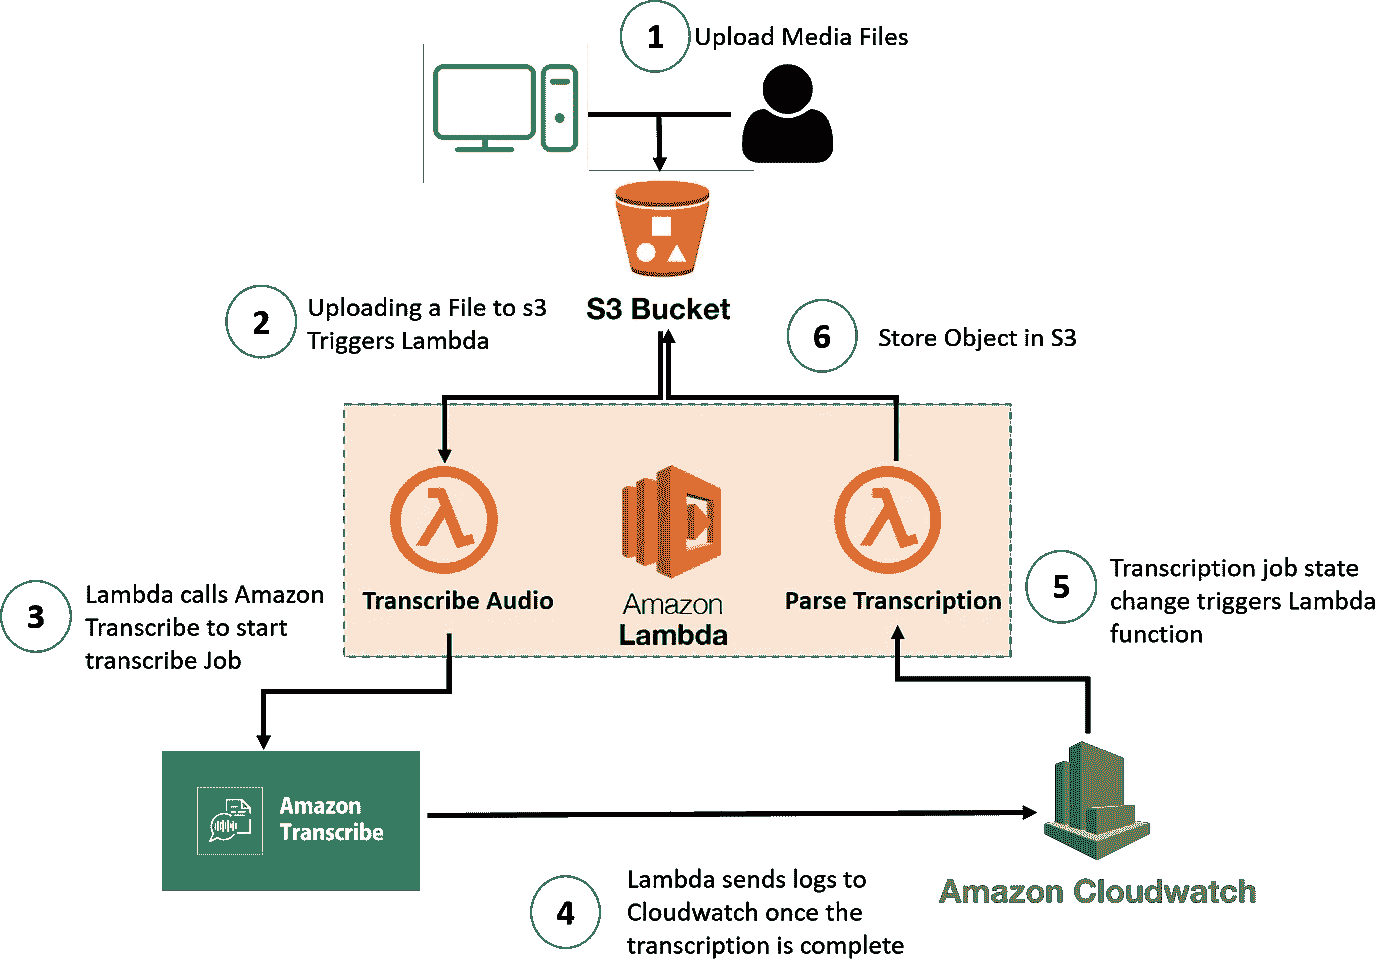 1
Upload Media Files
S3 Bucket
2
Uploading a File to s3
Triggers Lambda
6
Store Object in S3
Transcribe Audio
Amazon
Lambda
Parse Transcription
3
Lambda calls Amazon
Transcribe to start
transcribe Job
5
Transcription job state
change triggers Lambda
function
Amazon
Transcribe
Amazon Cloudwatch
4
Lambda sends logs to
Cloudwatch once the
transcription is complete